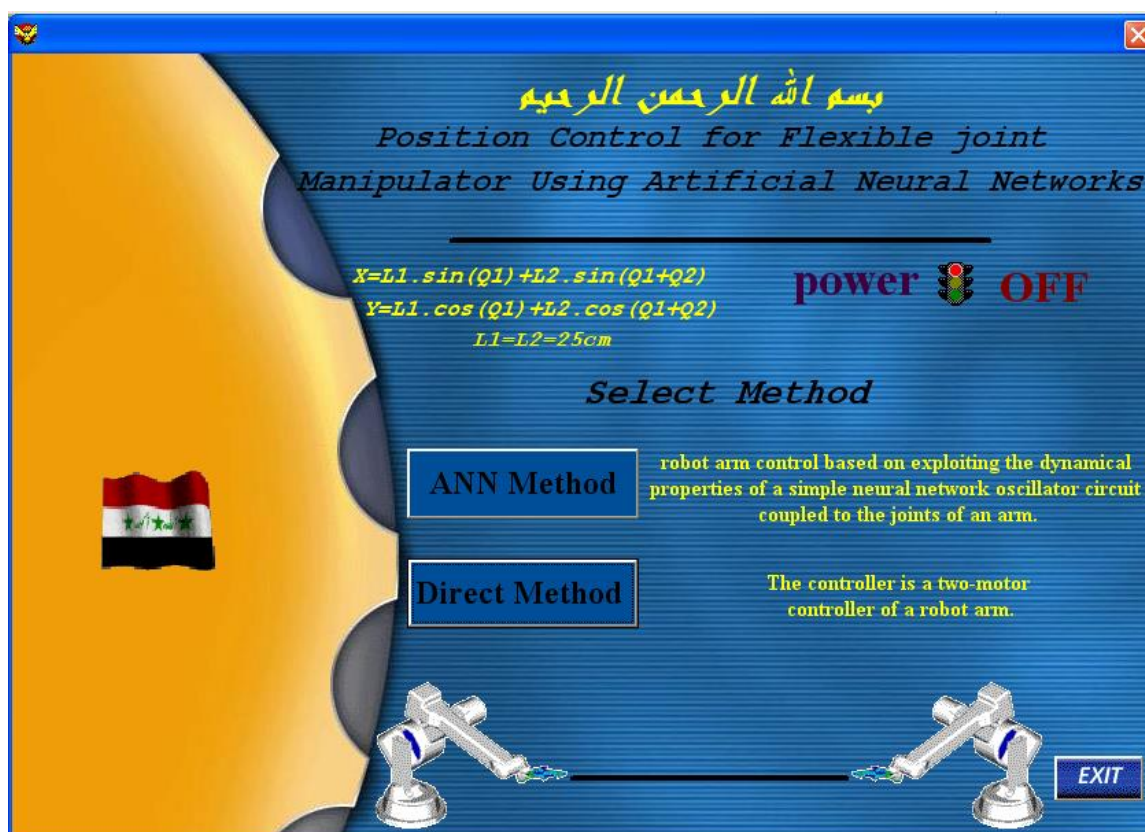 بسم الله الرحمن الرحيم
Position Control for Flexible joint
Manipulator Using Artificial Neural Networks
X=L1.sin(Q1)+L2.sin(Q1+Q2)
Y=L1.cos(Q1)+L2.cos(Q1+Q2)
L1=L2=25cm
power OFF
Select Method
ANN Method
robot arm control based on exploiting the dynamical
properties of a simple neural network oscillator circuit
coupled to the joints of an arm.
Direct Method
The controller is a two-motor
controller of a robot arm.
EXIT